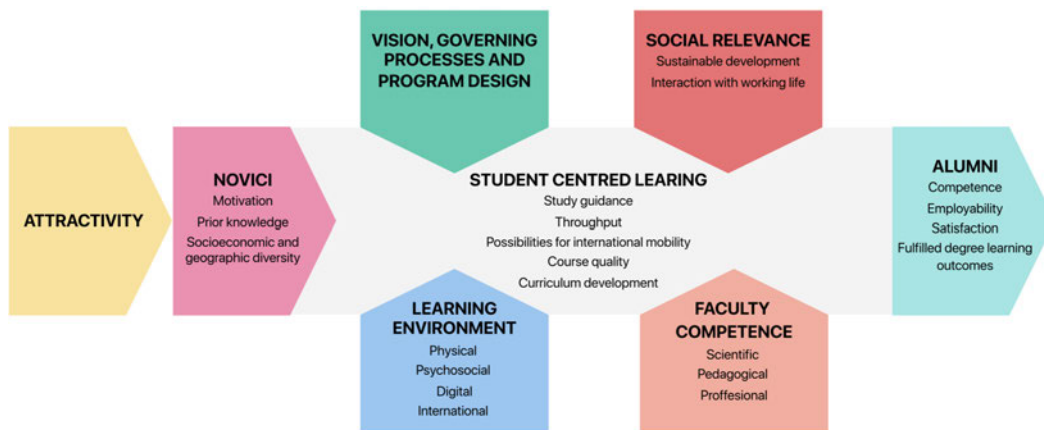 VISION, GOVERNING
PROCESSES AND
PROGRAM DESIGN
SOCIAL RELEVANCE
Sustainable development
Interaction with working life
ATTRACTIVITY
NOVICI
Motivation
Prior knowledge
Socioeconomic and
geographic diversity
STUDENT CENTRED LEARING
Study guidance
Throughput
Possibilities for international mobility
Course quality
Curriculum development
ALUMNI
Competence
Employability
Satisfaction
Fulfilled degree learning
outcomes
LEARNING
ENVIRONMENT
Physical
Psychosocial
Digital
International
FACULTY
COMPETENCE
Scientific
Pedagogical
Proffesional